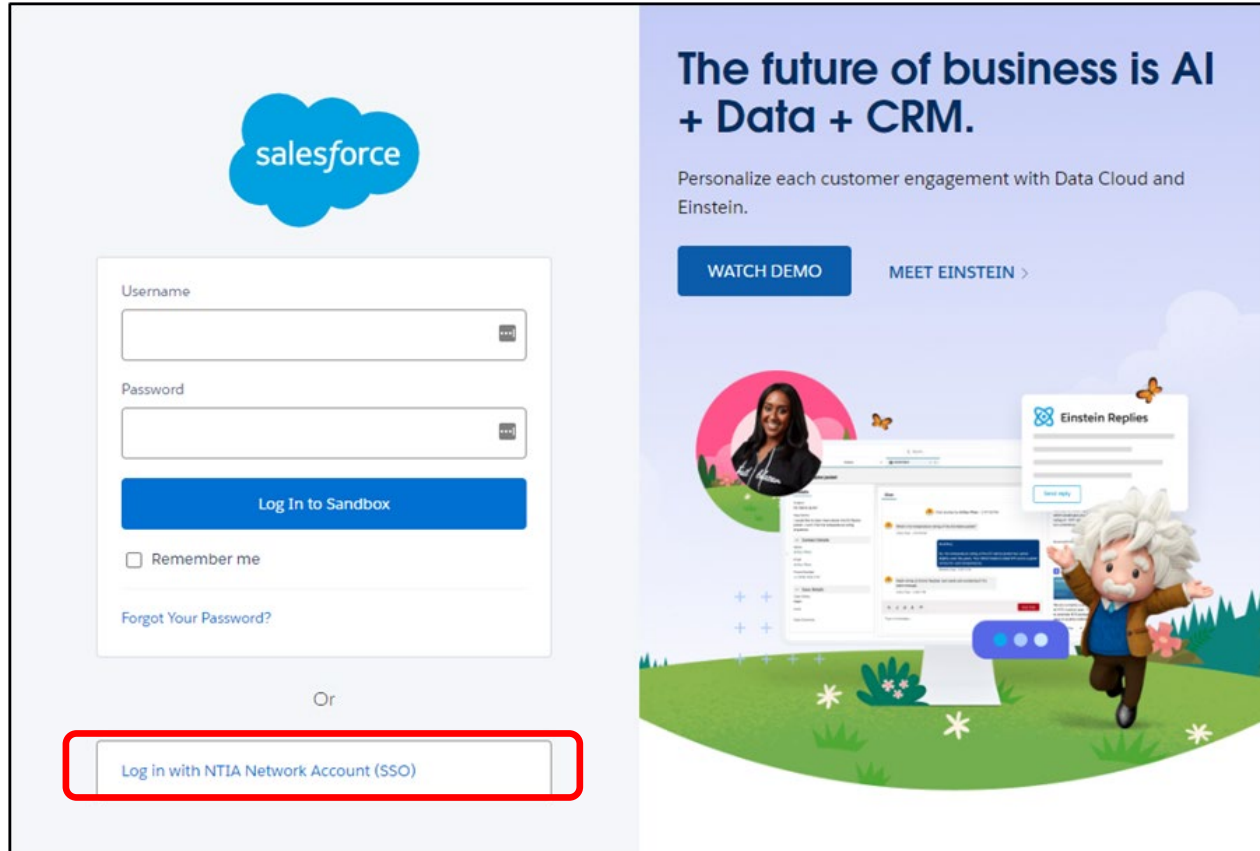 salesforce
Username
Password
Log In to Sandbox
Remember me
Forgot Your Password?
Or
Log in with NTIA Network Account (SSO)
The future of business is AI
+ Data + CRM.
Personalize each customer engagement with Data Cloud and
Einstein.
WATCH DEMO
MEET EINSTEIN >
Einstein Replies
Send reply